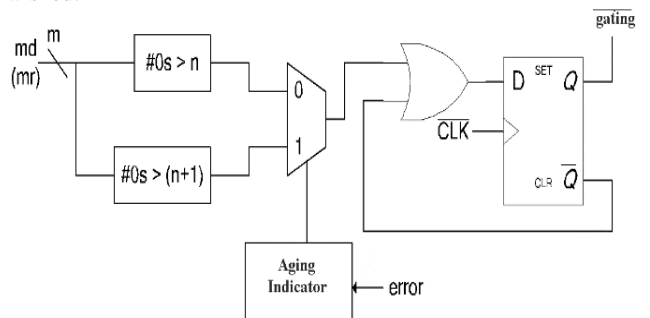 gating
m
md
(mr)
#0s > n
0
D
SET
Q
CLK
1
#0s > (n+1)
CLR
Q
Aging
Indicator
error